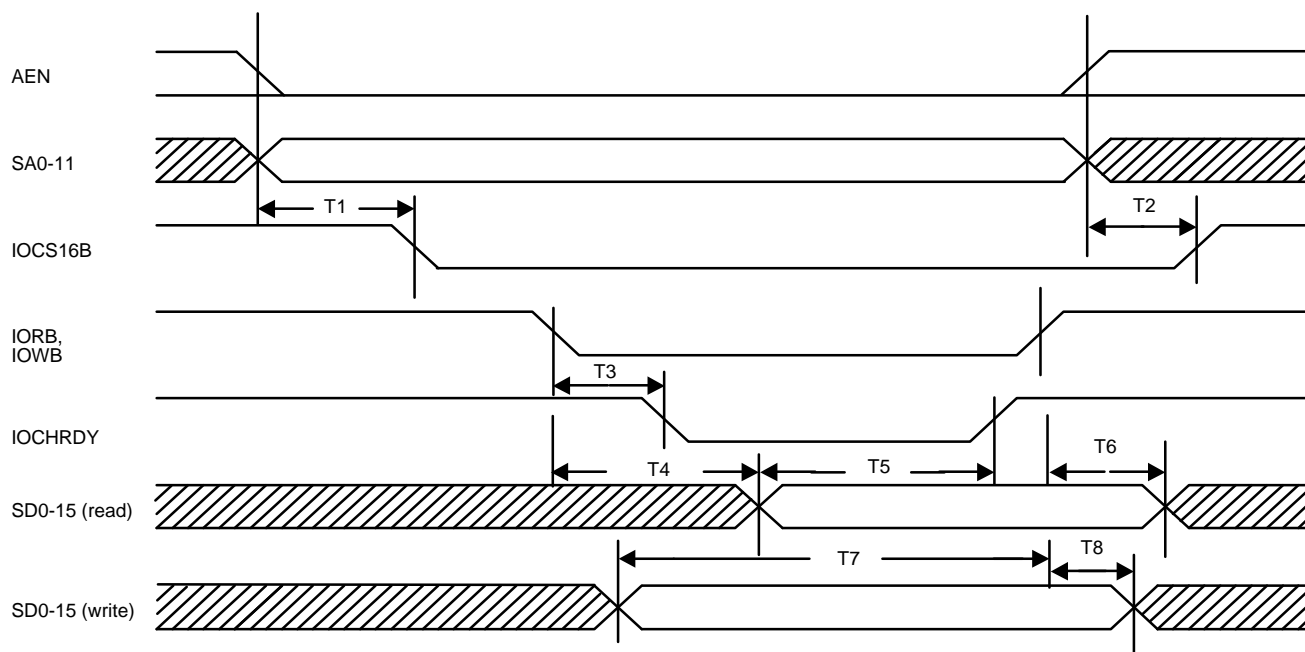 AEN
SA0-11
T1
T2
IOCS16B
IORB,
IOWB
T3
IOCHRDY
T4
T5
T6
SD0-15 (read)
T7
T8
SD0-15 (write)